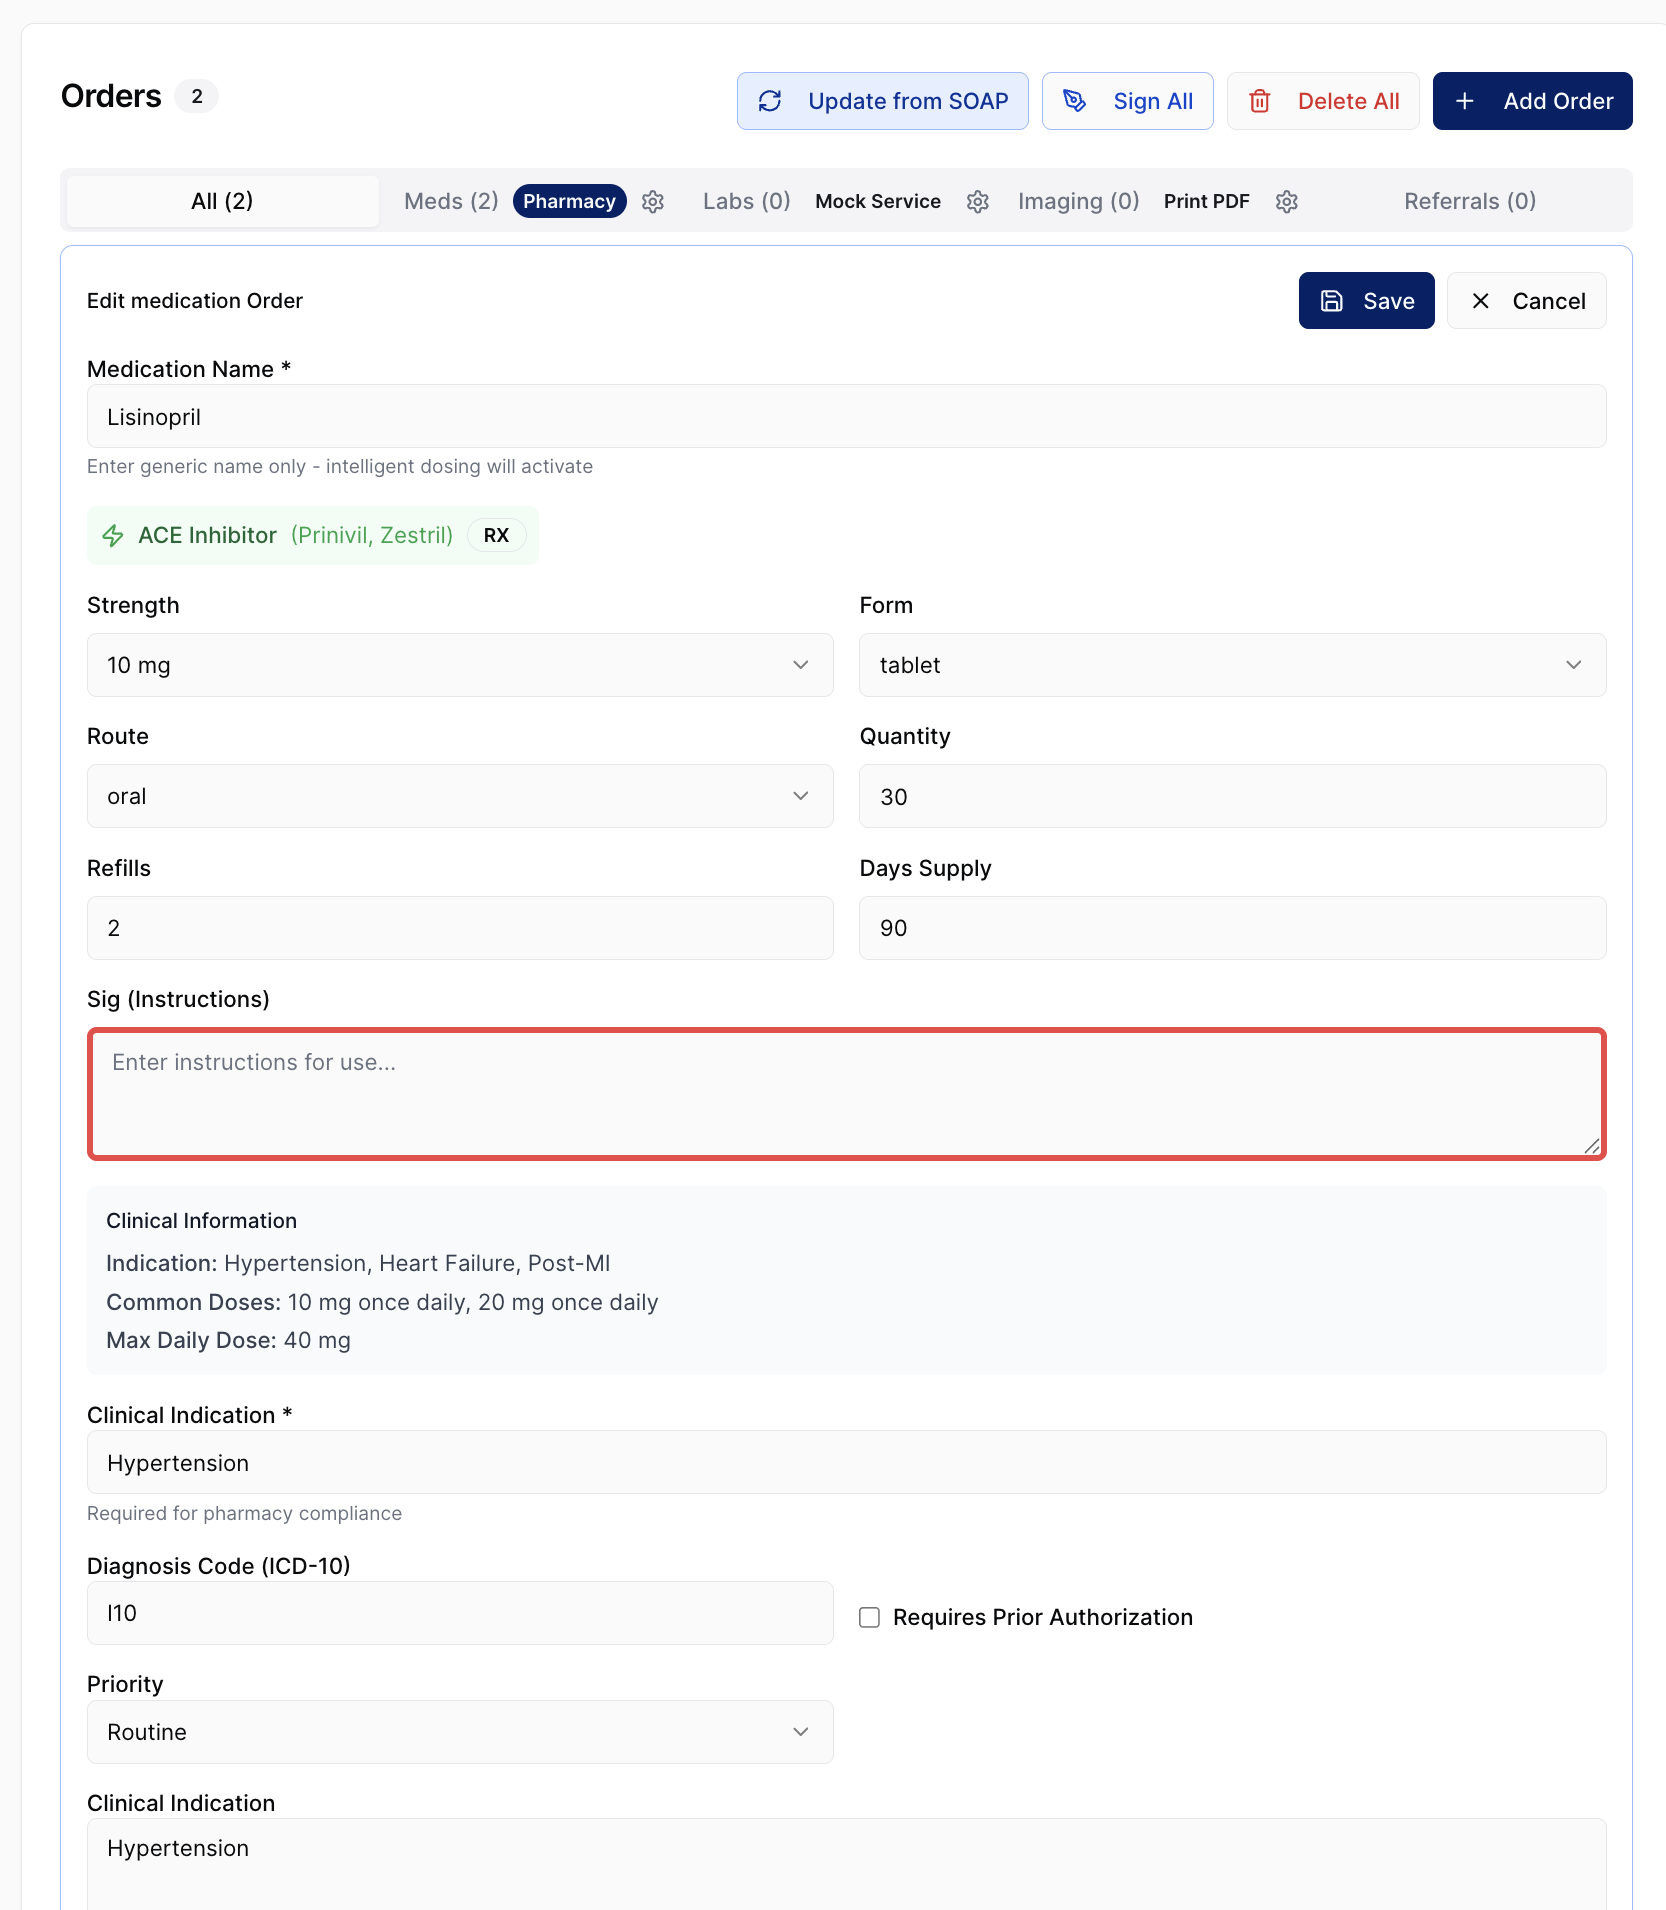 Orders 2
Update from SOAP
Sign All
Delete All
Add Order
All (2)
Meds (2) Pharmacy
Labs (0) Mock Service
Imaging (0) Print PDF
Referrals (0)
Edit medication Order
Save
Cancel
Medication Name *
Lisinopril
Enter generic name only - intelligent dosing will activate
ACE Inhibitor (Prinivil, Zestril) RX
Strength
10 mg
Form
tablet
Route
oral
Quantity
30
Refills
2
Days Supply
90
Sig (Instructions)
Enter instructions for use...
Clinical Information
Indication: Hypertension, Heart Failure, Post-MI
Common Doses: 10 mg once daily, 20 mg once daily
Max Daily Dose: 40 mg
Clinical Indication *
Hypertension
Required for pharmacy compliance
Diagnosis Code (ICD-10)
I10
Requires Prior Authorization
Priority
Routine
Clinical Indication
Hypertension